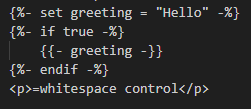 {%- set greeting = "Hello" -%}
{%- if true -%}
    {{- greeting -}}
{%- endif -%}
<p>=whitespace control</p>